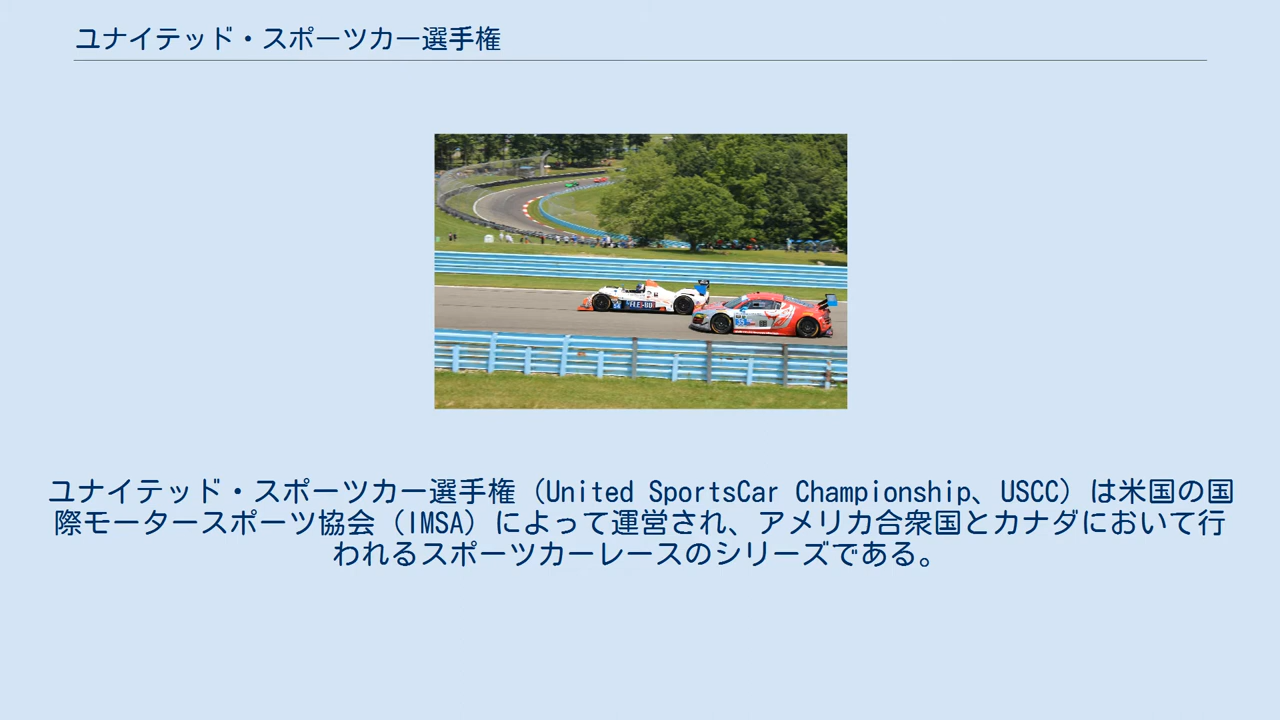 ユナイテッド・スポーツカー選手権
ユナイテッド・スポーツカー選手権（United SportsCar Championship、USCC）は米国の国
際モータースポーツ協会（IMSA）によって運営され、アメリカ合衆国とカナダにおいて行
われるスポーツカーレースのシリーズである。